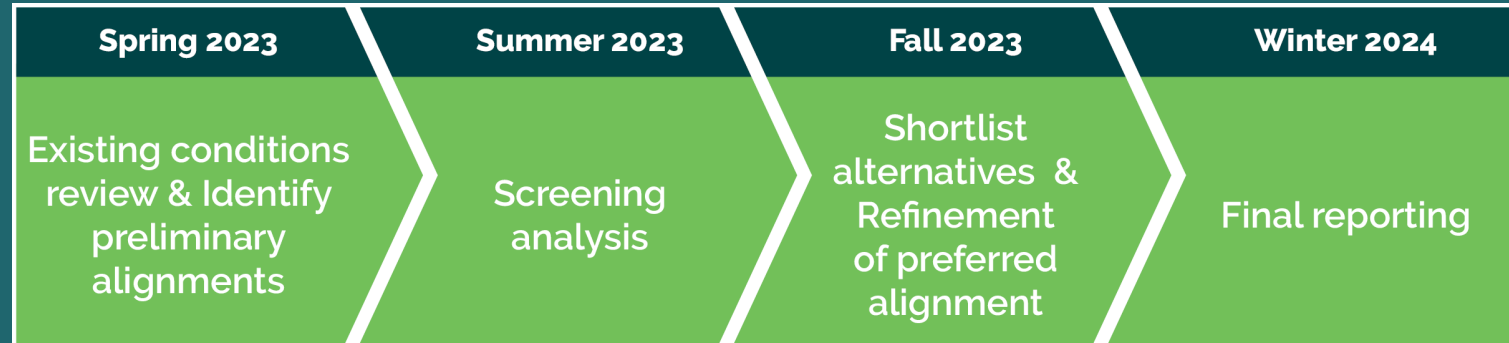 Spring 2023
Existing conditions
review & Identify
preliminary
alignments
Summer 2023
Screening
analysis
Fall 2023
Shortlist
alternatives &
Refinement
of preferred
alignment
Winter 2024
Final reporting